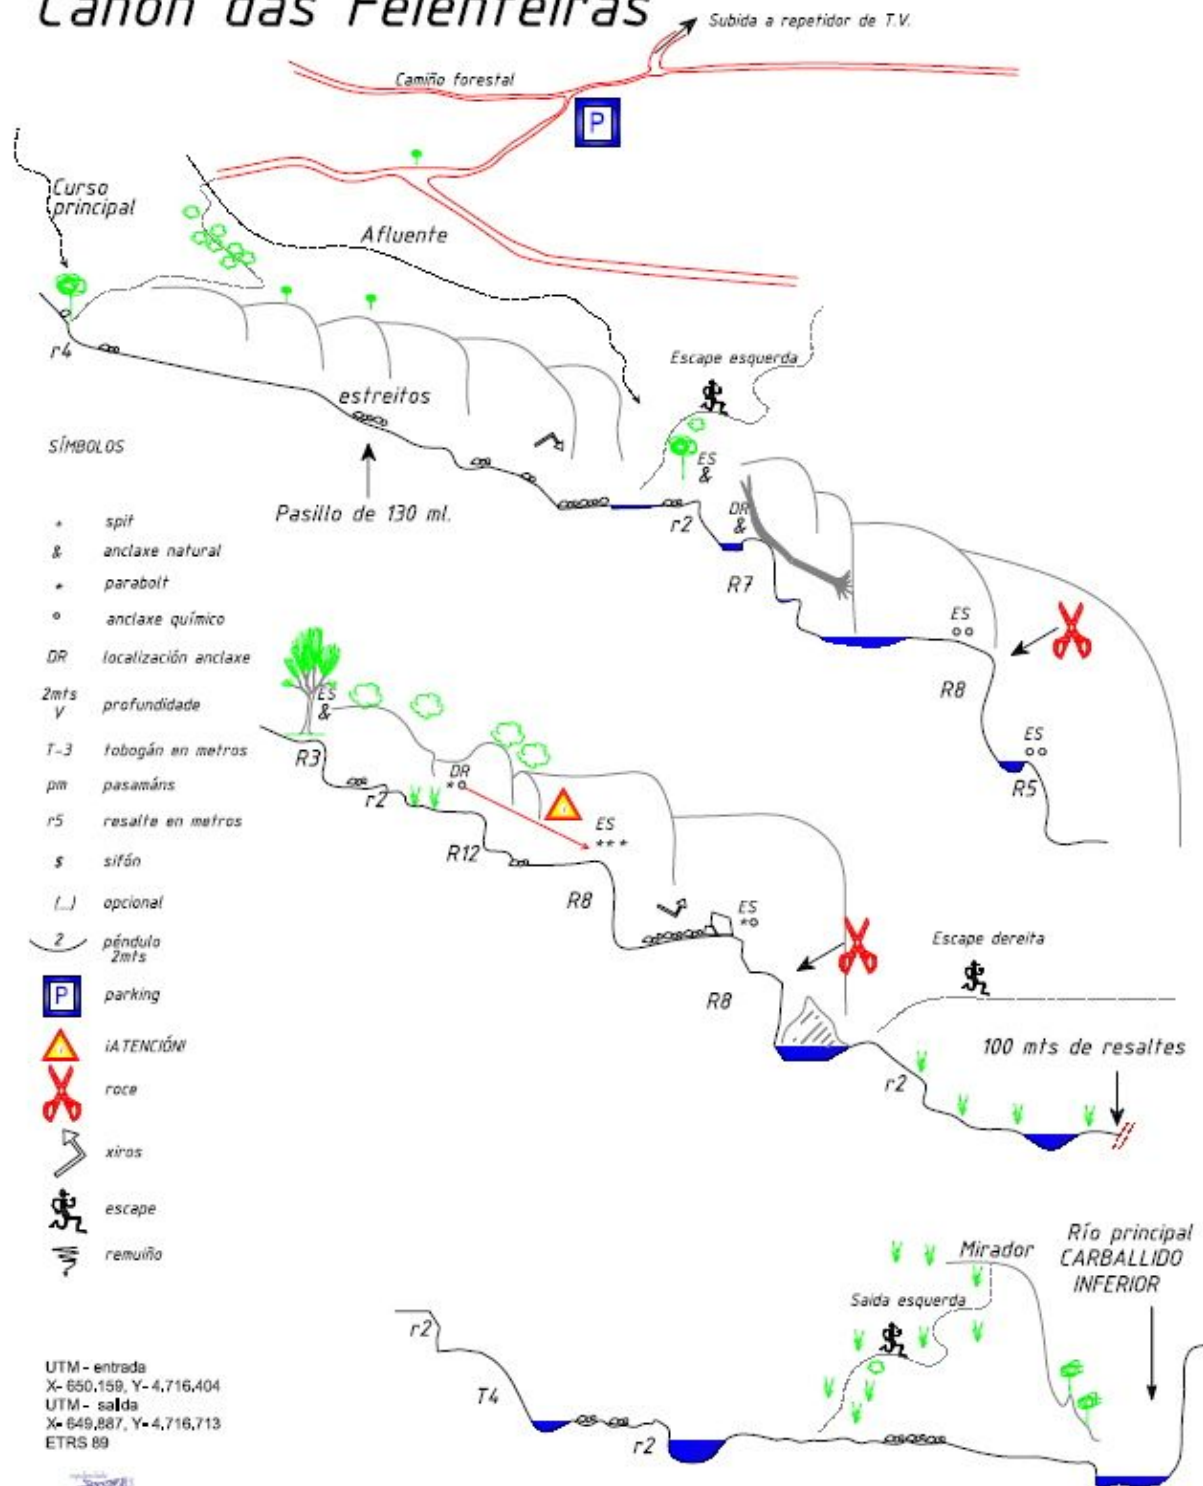 Canón das Felenteiras
Subida a repetidor de T.V.
Camiño forestal
P
Curso
principal
Afluente
r4
Escape esquerda
estreitos
SÍMBOLOS
ES
&
Pasillo de 130 ml.
r2
DR
&
R7
ES
R8
ES
R5
+ spit
& anclaxe natural
* parabolt
o anclaxe químico
DR localización anclaxe
2mts
V profundidade
T-3 tobogán en metros
pm pasamáns
r5 resalte en metros
$ sifón
(...) opcional
2 péndulo
2mts
P parking
¡ATENCIÓN!
roce
xiros
escape
remuíño
ES
&
R3
r2
DR
*o
R12
ES
***
R8
ES
*o
R8
Escape dereita
100 mts de resaltes
r2
Río principal
CARBALLIDO
INFERIOR
Mirador
Saída esquerda
r2
T4
r2
UTM - entrada
X- 650.159, Y- 4.716.404
UTM - saída
X- 649.887, Y- 4.716.713
ETRS 89